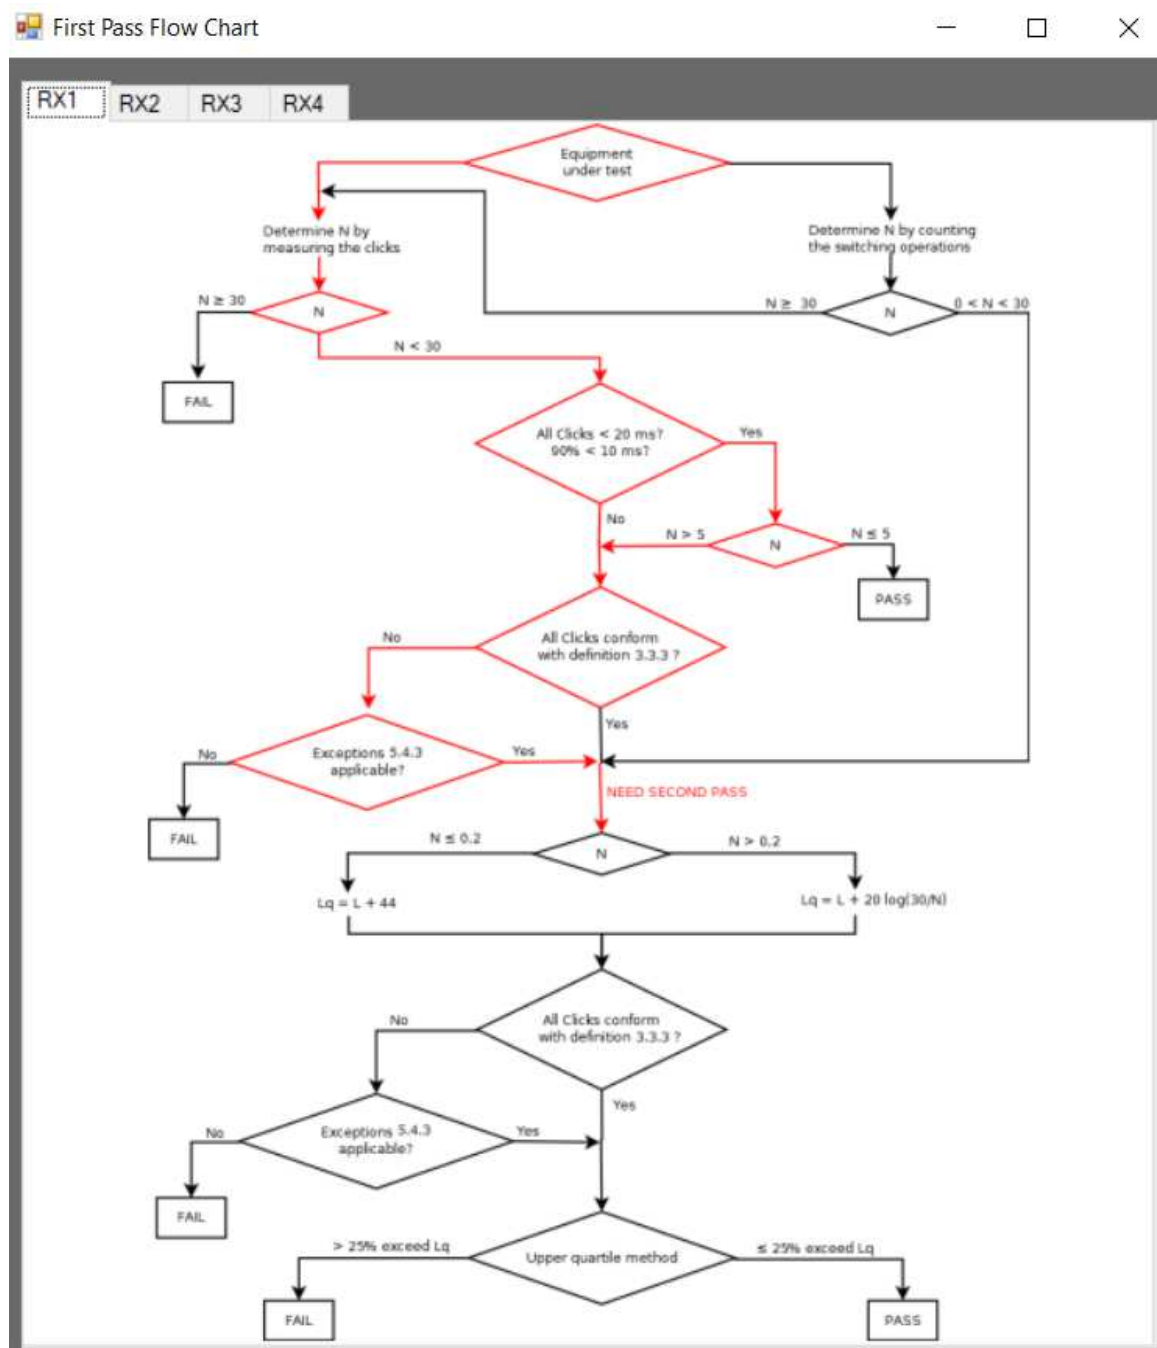 First Pass Flow Chart
RX1
RX2
RX3
RX4
Equipment
under test
Determine N by
measuring the clicks
Determine N by counting
the switching operations
N ≥ 30
N
N ≥ 30
N
0 < N < 30
N < 30
FAIL
All Clicks < 20 ms?
90% < 10 ms?
Yes
No
N > 5
N
N ≤ 5
PASS
All Clicks conform
with definition 3.3.3 ?
No
Yes
Exceptions 5.4.3
applicable?
No
Yes
NEED SECOND PASS
FAIL
N ≤ 0.2
N
N > 0.2
Lq = L + 44
Lq = L + 20 log(30/N)
All Clicks conform
with definition 3.3.3 ?
No
Yes
Exceptions 5.4.3
applicable?
No
Yes
FAIL
> 25% exceed Lq
Upper quartile method
≤ 25% exceed Lq
FAIL
PASS